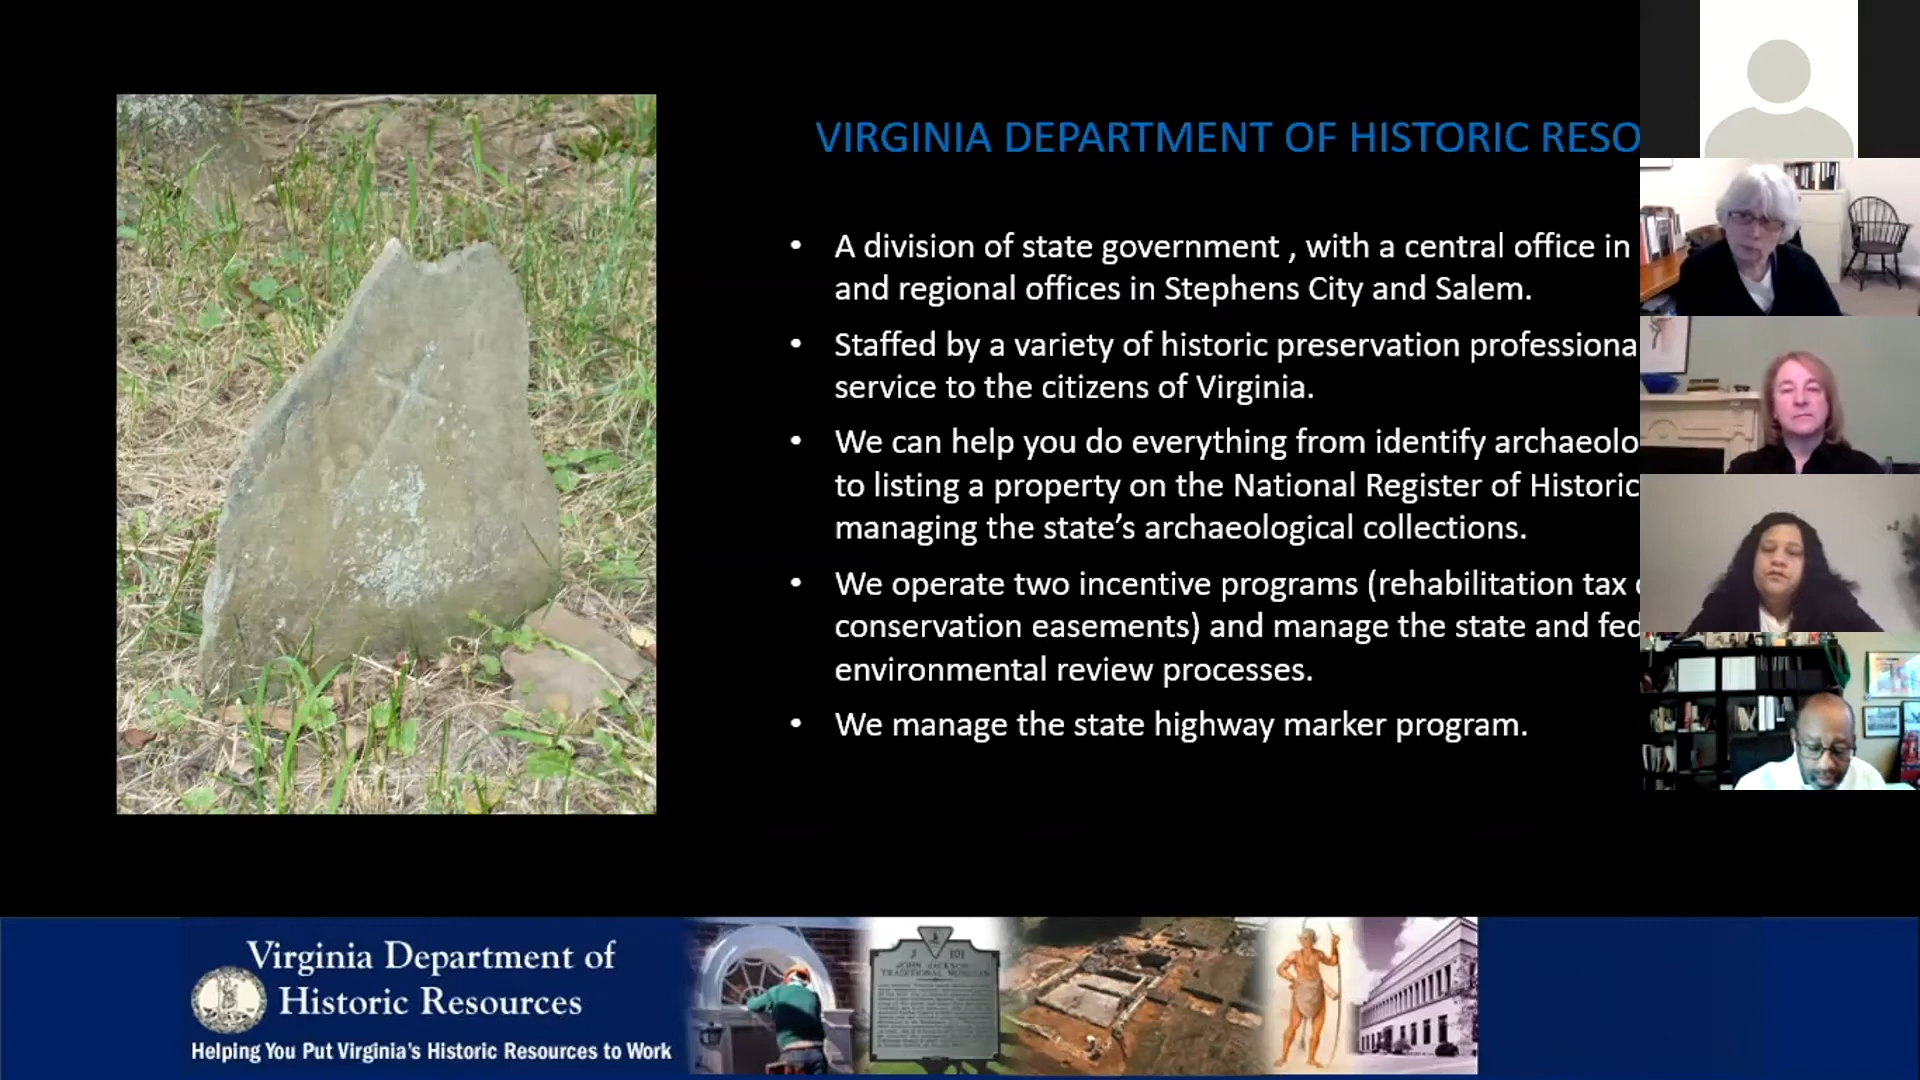 VIRGINIA DEPARTMENT OF HISTORIC RESO
• A division of state government , with a central office in
and regional offices in Stephens City and Salem.
• Staffed by a variety of historic preservation professiona
service to the citizens of Virginia.
• We can help you do everything from identify archaeolo
to listing a property on the National Register of Historic
managing the state's archaeological collections.
• We operate two incentive programs (rehabilitation tax
conservation easements) and manage the state and fed
environmental review processes.
• We manage the state highway marker program.
Virginia Department of
Historic Resources
Helping You Put Virginia's Historic Resources to Work
J 101
JOHN JACKSON
TRADITIONAL MUSICIAN